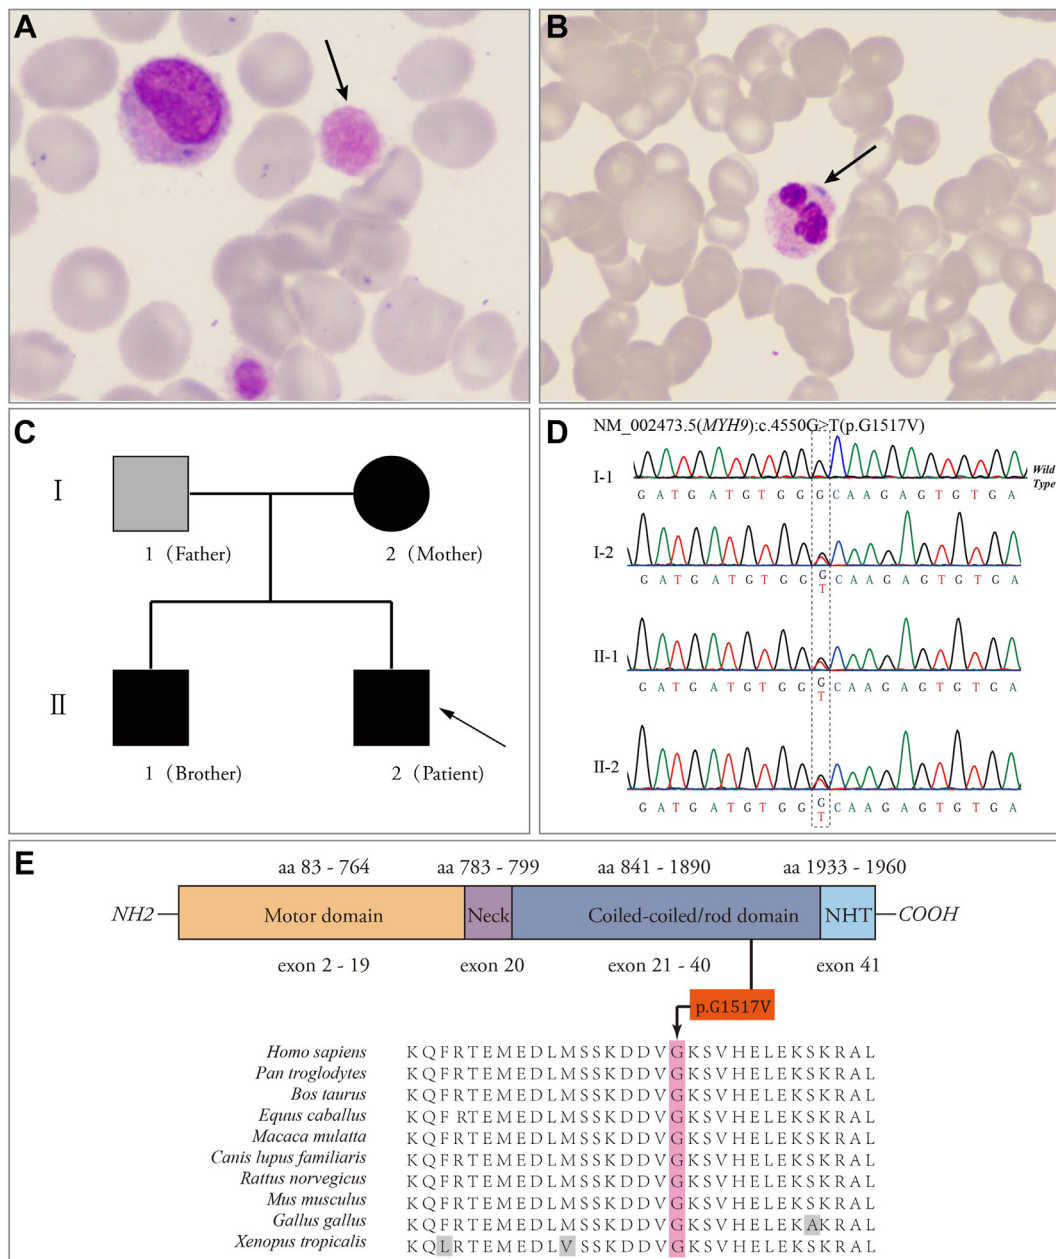 A
B
C
I
1 (Father)
2 (Mother)
II
1 (Brother)
2 (Patient)
D
NM_002473.5(MYH9):c.4550G>T(p.G1517V)
I-1
Wild Type
G A T G A T G T G G G C A A G A G T G T G A
I-2
G A T G A T G T G G C A A G A G T G T G A
T
II-1
G A T G A T G T G G C A A G A G T G T G A
T
II-2
G A T G A T G T G G C A A G A G T G T G A
T
E
aa 83 - 764
aa 783 - 799
aa 841 - 1890
aa 1933 - 1960
NH2
Motor domain
Neck
Coiled-coiled/rod domain
NHT
COOH
exon 2 - 19
exon 20
exon 21 - 40
exon 41
p.G1517V
Homo sapiens K Q F R T E M E D L M S S K D D V G K S V H E L E K S K R A L
Pan troglodytes K Q F R T E M E D L M S S K D D V G K S V H E L E K S K R A L
Bos taurus K Q F R T E M E D L M S S K D D V G K S V H E L E K S K R A L
Equus caballus K Q F R T E M E D L M S S K D D V G K S V H E L E K S K R A L
Macaca mulatta K Q F R T E M E D L M S S K D D V G K S V H E L E K S K R A L
Canis lupus familiaris K Q F R T E M E D L M S S K D D V G K S V H E L E K S K R A L
Rattus norvegicus K Q F R T E M E D L M S S K D D V G K S V H E L E K S K R A L
Mus musculus K Q F R T E M E D L M S S K D D V G K S V H E L E K S K R A L
Gallus gallus K Q F R T E M E D L M S S K D D V G K S V H E L E K A K R A L
Xenopus tropicalis K Q L R T E M E D L V S S K D D V G K S V H E L E K S K R A L